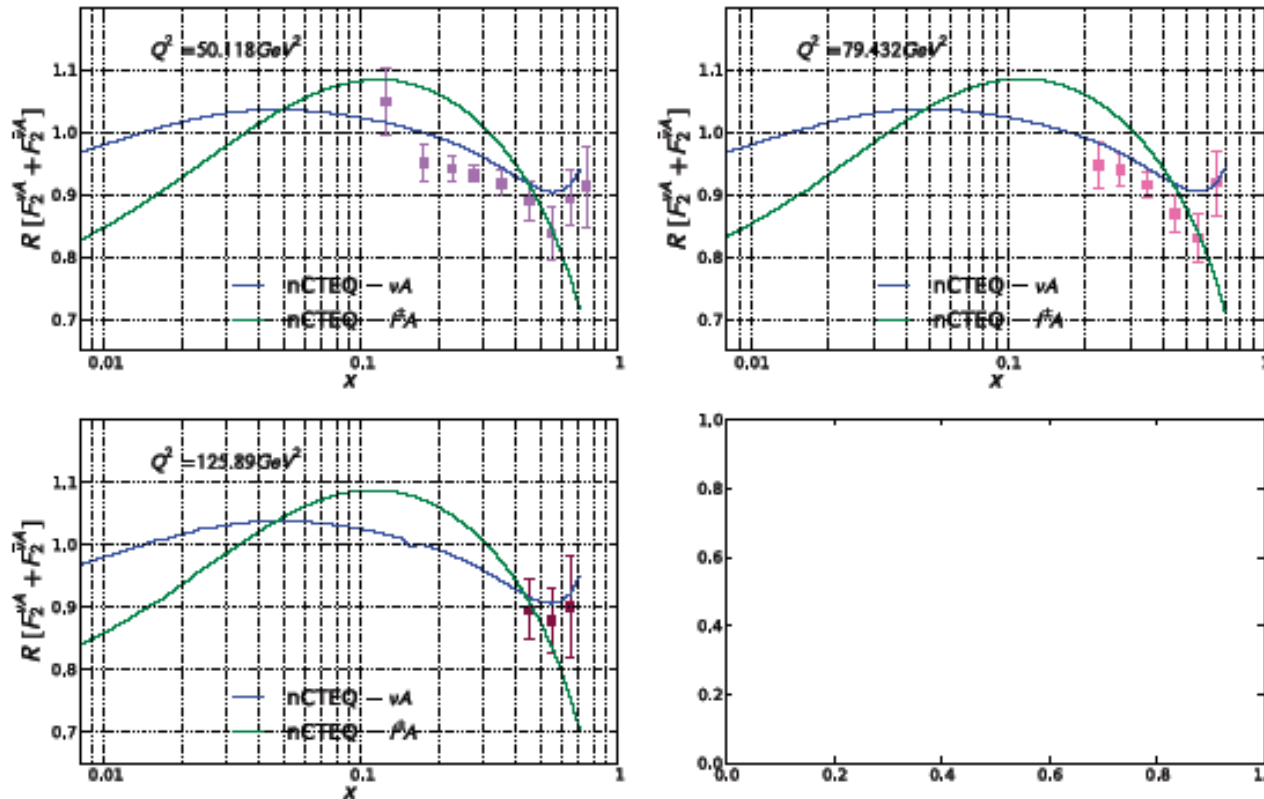 Q² = 50.118GeV²
R [F₂^νA + F₂^ν̄A]
1.1
1.0
0.9
0.8
0.7
nCTEQ − νA
nCTEQ − l^±A
0.01
0.1
1
x
Q² = 79.432GeV²
R [F₂^νA + F₂^ν̄A]
1.1
1.0
0.9
0.8
0.7
nCTEQ − νA
nCTEQ − l^±A
0.01
0.1
1
x
Q² = 125.89GeV²
R [F₂^νA + F₂^ν̄A]
1.1
1.0
0.9
0.8
0.7
nCTEQ − νA
nCTEQ − l^±A
0.01
0.1
1
x
1.0
0.8
0.6
0.4
0.2
0.0
0.0
0.2
0.4
0.6
0.8